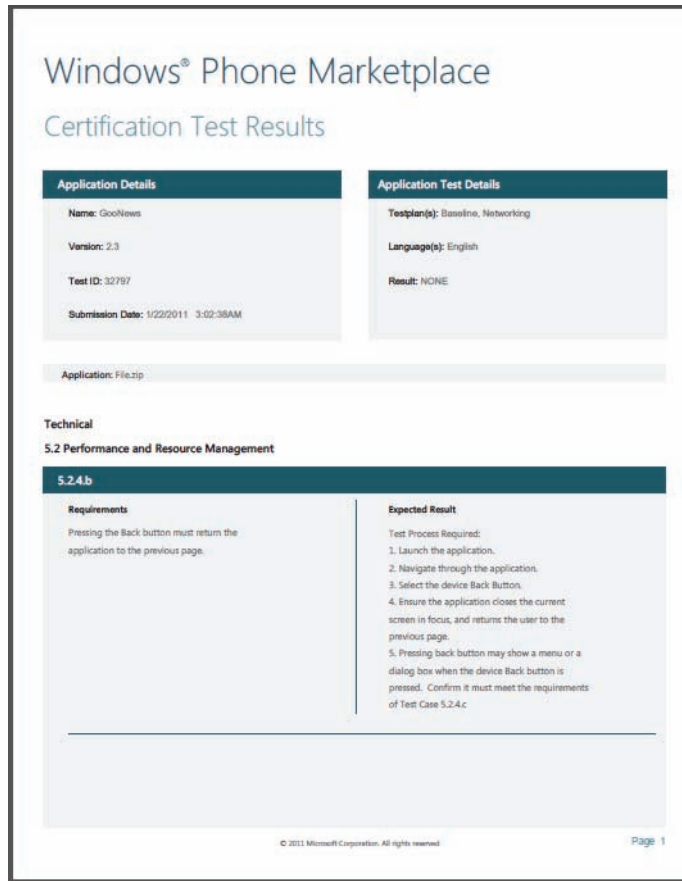 Windows® Phone Marketplace
Certification Test Results
Application Details
Name: GooNews
Version: 2.3
Test ID: 32797
Submission Date: 1/22/2011 3:02:38AM
Application Test Details
Testplan(s): Baseline, Networking
Language(s): English
Result: NONE
Application: File.zip
Technical
5.2 Performance and Resource Management
5.2.4.b
Requirements
Pressing the Back button must return the
application to the previous page.
Expected Result
Test Process Required:
1. Launch the application.
2. Navigate through the application.
3. Select the device Back Button.
4. Ensure the application closes the current
screen in focus, and returns the user to the
previous page.
5. Pressing back button may show a menu or a
dialog box when the device Back button is
pressed. Confirm it must meet the requirements
of Test Case 5.2.4.c
© 2011 Microsoft Corporation. All rights reserved
Page 1